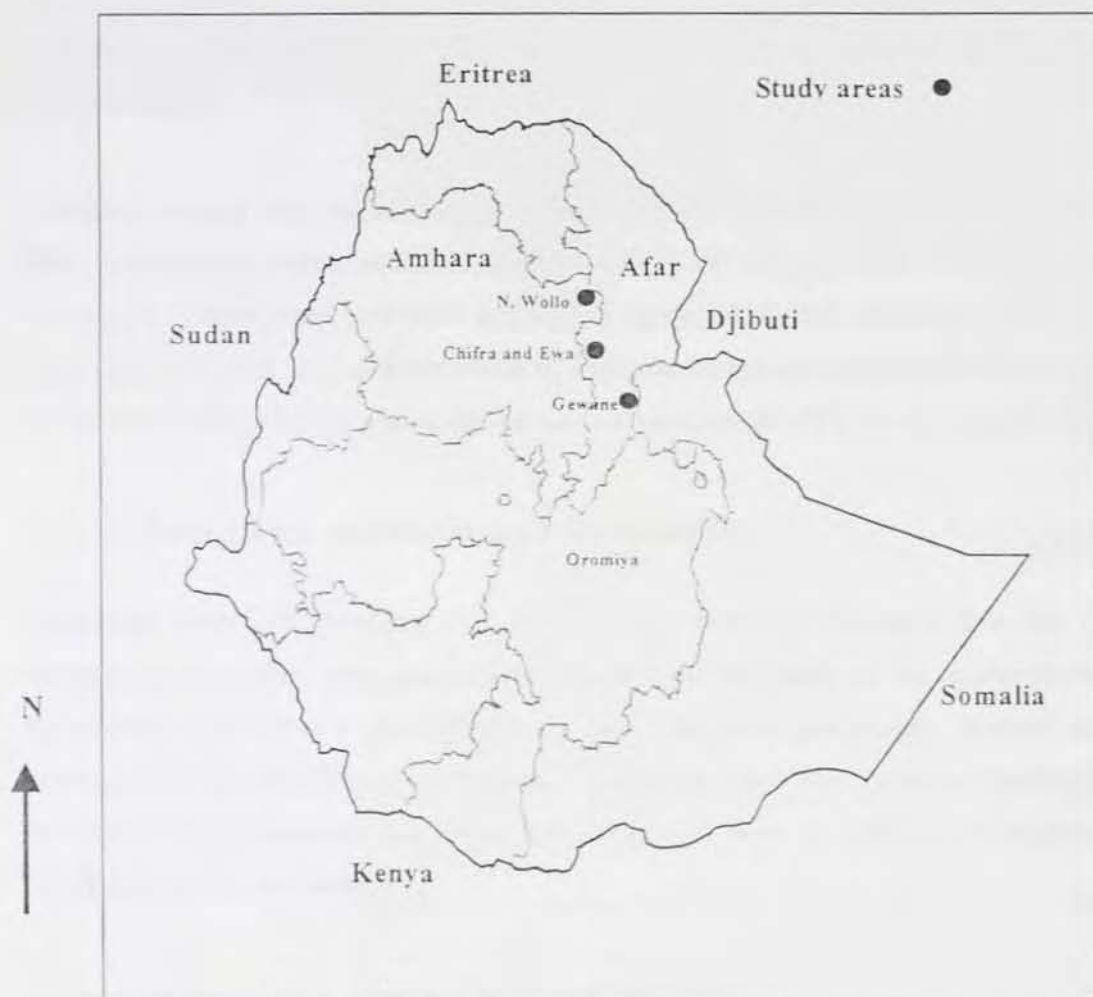 Eritrea
Study areas
Amhara
Afar
N. Wollo
Djibuti
Sudan
Chifra and Ewa
Gewane
Oromiya
Somalia
N
Kenya